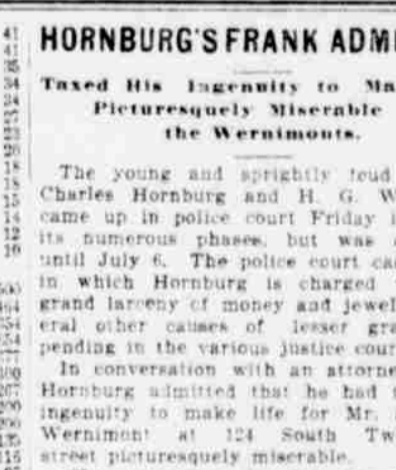 HORNBURG'S FRANK ADM
Taxed His Ingenuity to Ma
Picturesquely Miserable
the Wernimonts.
The young and sprightly feud
Charles Hornburg and H. G. W
came up in police court Friday i
its numerous phases, but was
until July 6. The police court ca
in which Hornburg is charged
grand larceny of money and jewel
eral other causes of lesser gra
pending in the various justice cour
In conversation with an attorne
Hornburg admitted that he had
ingenuity to make life for Mr.
Wernimont at 124 South Tw
street picturesquely miserable.